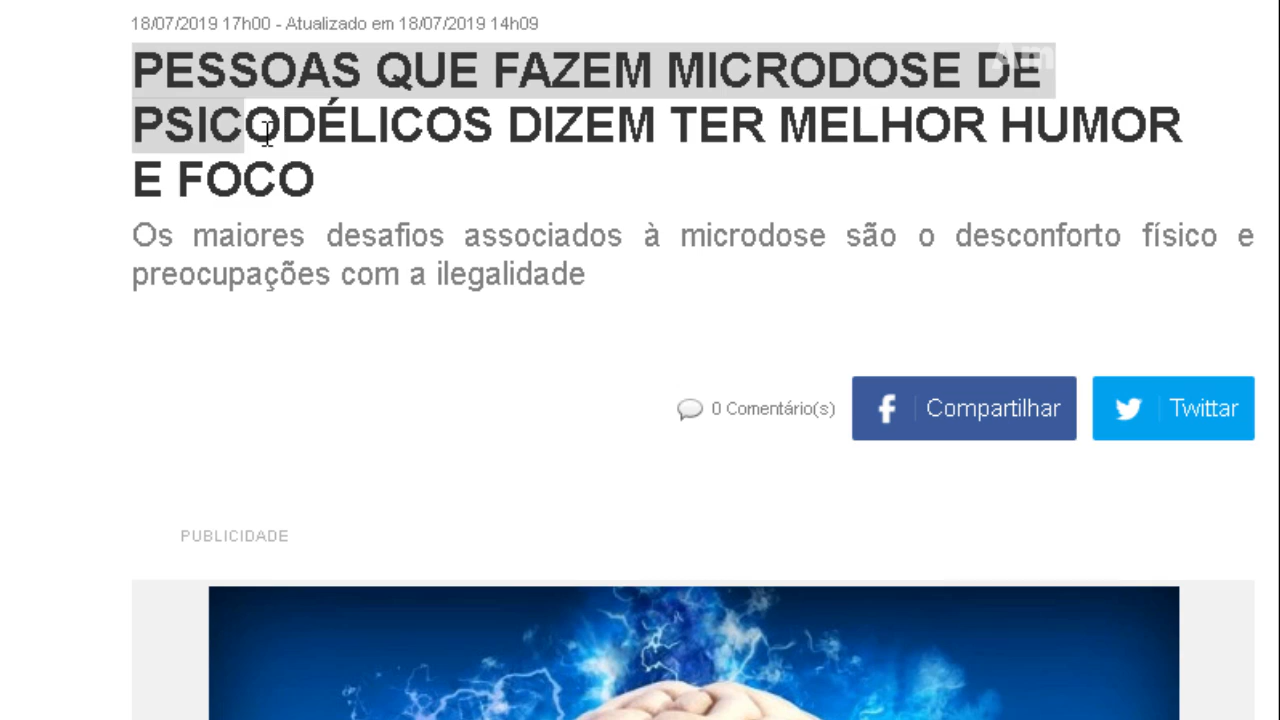 18/07/2019 17h00 - Atualizado em 18/07/2019 14h09
Am
PESSOAS QUE FAZEM MICRODOSE DE
PSICODÉLICOS DIZEM TER MELHOR HUMOR
E FOCO
Os maiores desafios associados à microdose são o desconforto físico e
preocupações com a ilegalidade
0 Comentário(s)
Compartilhar
Twittar
PUBLICIDADE